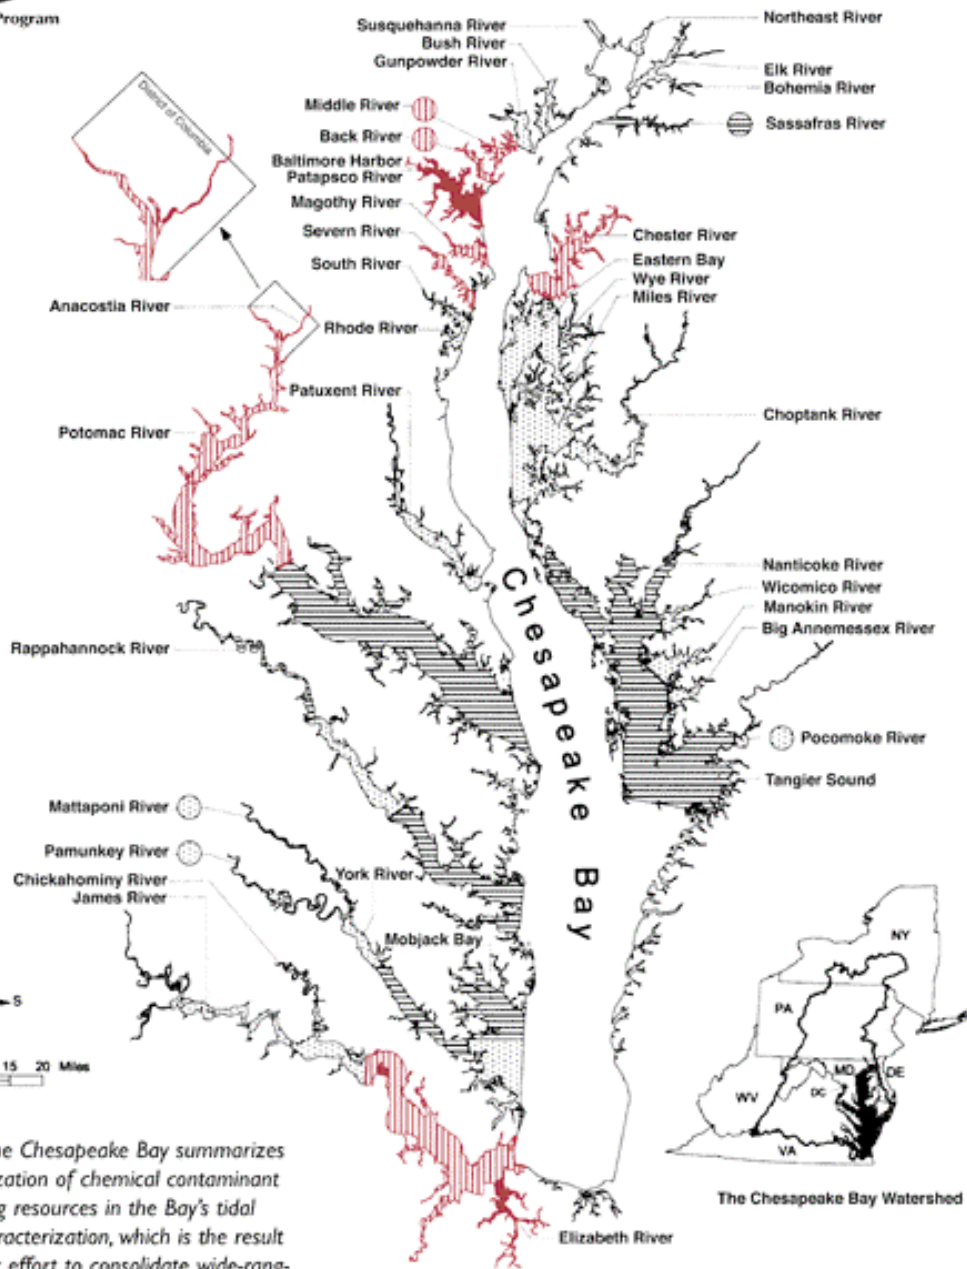 Program
Susquehanna River
Bush River
Gunpowder River
Northeast River
Elk River
Bohemia River
Sassafras River
Middle River
Back River
Baltimore Harbor
Patapsco River
Magothy River
Severn River
South River
District of Columbia
Chester River
Eastern Bay
Wye River
Miles River
Anacostia River
Rhode River
Patuxent River
Choptank River
Potomac River
Nanticoke River
Wicomico River
Manokin River
Big Annemessex River
Rappahannock River
Chesapeake Bay
Pocomoke River
Tangier Sound
Mattaponi River
Pamunkey River
Chickahominy River
James River
York River
Mobjack Bay
S
15 20 Miles
NY
PA
MD
DE
DC
WV
VA
The Chesapeake Bay Watershed
Elizabeth River
Chesapeake Bay summarizes
zation of chemical contaminant
g resources in the Bay's tidal
racterization, which is the result
effort to consolidate wide-rang-